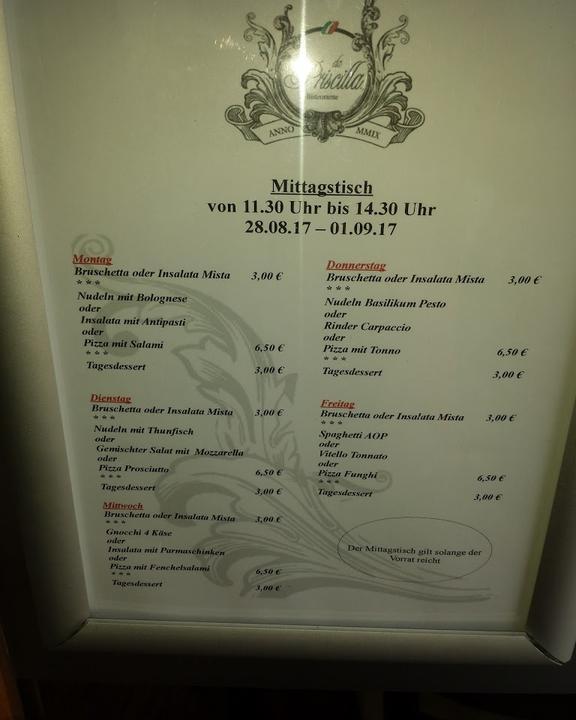 da
Priscilla
Ristorante
ANNO MMIX
Mittagstisch
von 11.30 Uhr bis 14.30 Uhr
28.08.17 – 01.09.17
Montag
Bruschetta oder Insalata Mista 3,00 €
* * *
Nudeln mit Bolognese
oder
Insalata mit Antipasti
oder
Pizza mit Salami 6,50 €
* * *
Tagesdessert 3,00 €
Dienstag
Bruschetta oder Insalata Mista 3,00 €
* * *
Nudeln mit Thunfisch
oder
Gemischter Salat mit Mozzarella
oder
Pizza Prosciutto 6,50 €
* * *
Tagesdessert 3,00 €
Mittwoch
Bruschetta oder Insalata Mista 3,00 €
* * *
Gnocchi 4 Käse
oder
Insalata mit Parmaschinken
oder
Pizza mit Fenchelsalami 6,50 €
* * *
Tagesdessert 3,00 €
Donnerstag
Bruschetta oder Insalata Mista 3,00 €
* * *
Nudeln Basilikum Pesto
oder
Rinder Carpaccio
oder
Pizza mit Tonno 6,50 €
* * *
Tagesdessert 3,00 €
Freitag
Bruschetta oder Insalata Mista 3,00 €
* * *
Spaghetti AOP
oder
Vitello Tonnato
oder
Pizza Funghi 6,50 €
* * *
Tagesdessert 3,00 €
Der Mittagstisch gilt solange der
Vorrat reicht